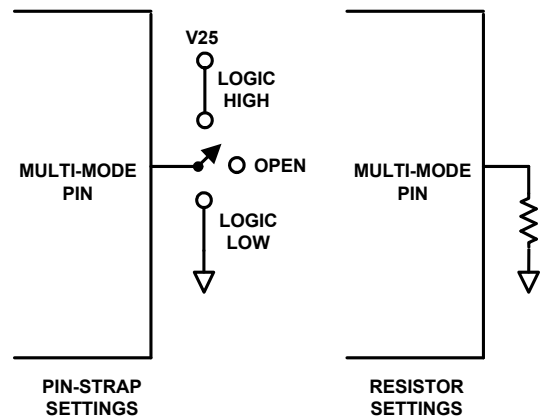 V25
LOGIC
HIGH
MULTI-MODE
PIN
OPEN
LOGIC
LOW
PIN-STRAP
SETTINGS
MULTI-MODE
PIN
RESISTOR
SETTINGS